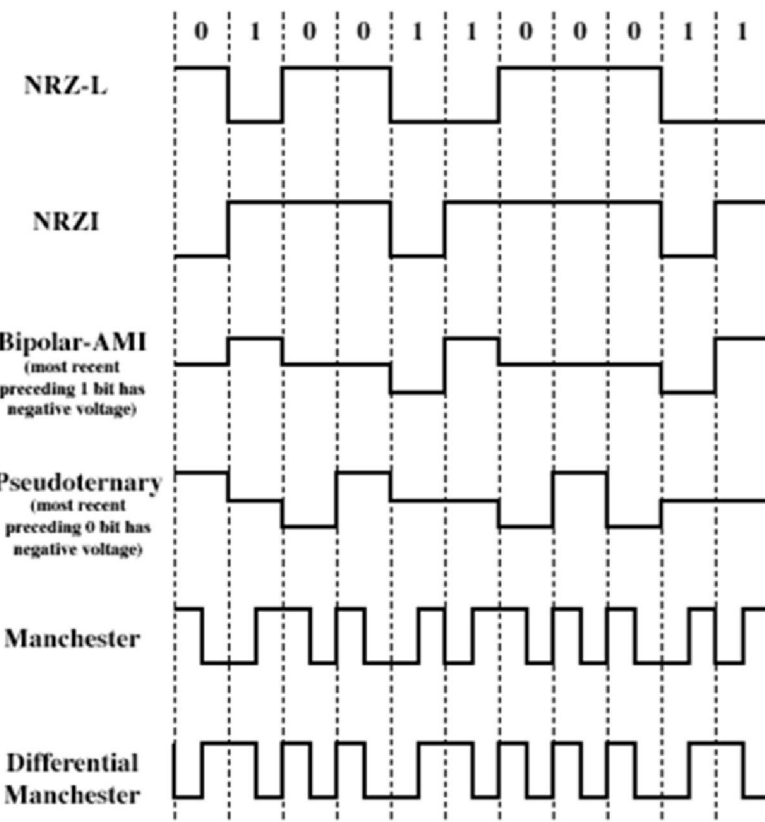 0 1 0 0 1 1 0 0 0 1 1
NRZ-L
NRZI
Bipolar-AMI
(most recent
preceding 1 bit has
negative voltage)
Pseudoternary
(most recent
preceding 0 bit has
negative voltage)
Manchester
Differential
Manchester